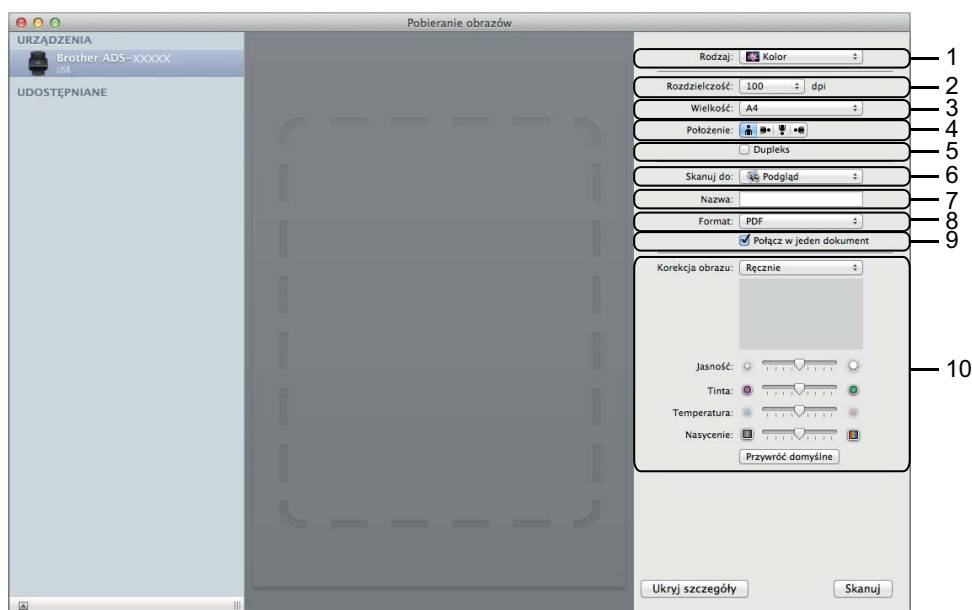 Pobieranie obrazów
URZĄDZENIA
Brother ADS-XXXXX
USB
UDOSTĘPNIANE
Rodzaj: Kolor 1
Rozdzielczość: 100 dpi 2
Wielkość: A4 3
Położenie: 4
Dupleks 5
Skanuj do: Podgląd 6
Nazwa: 7
Format: PDF 8
Połącz w jeden dokument 9
Korekcja obrazu: Ręcznie
Jasność: 10
Tinta:
Temperatura:
Nasycenie:
Przywróć domyślne
Ukryj szczegóły Skanuj